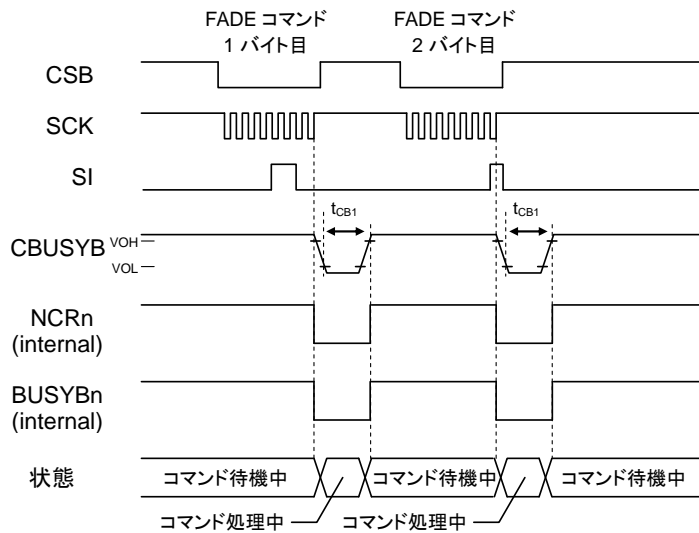 FADE コマンド
1 バイト目
FADE コマンド
2 バイト目
CSB
SCK
SI
tCB1
tCB1
CBUSYB
VOH
VOL
NCRn
(internal)
BUSYBn
(internal)
状態
コマンド待機中
コマンド待機中
コマンド待機中
コマンド処理中
コマンド処理中